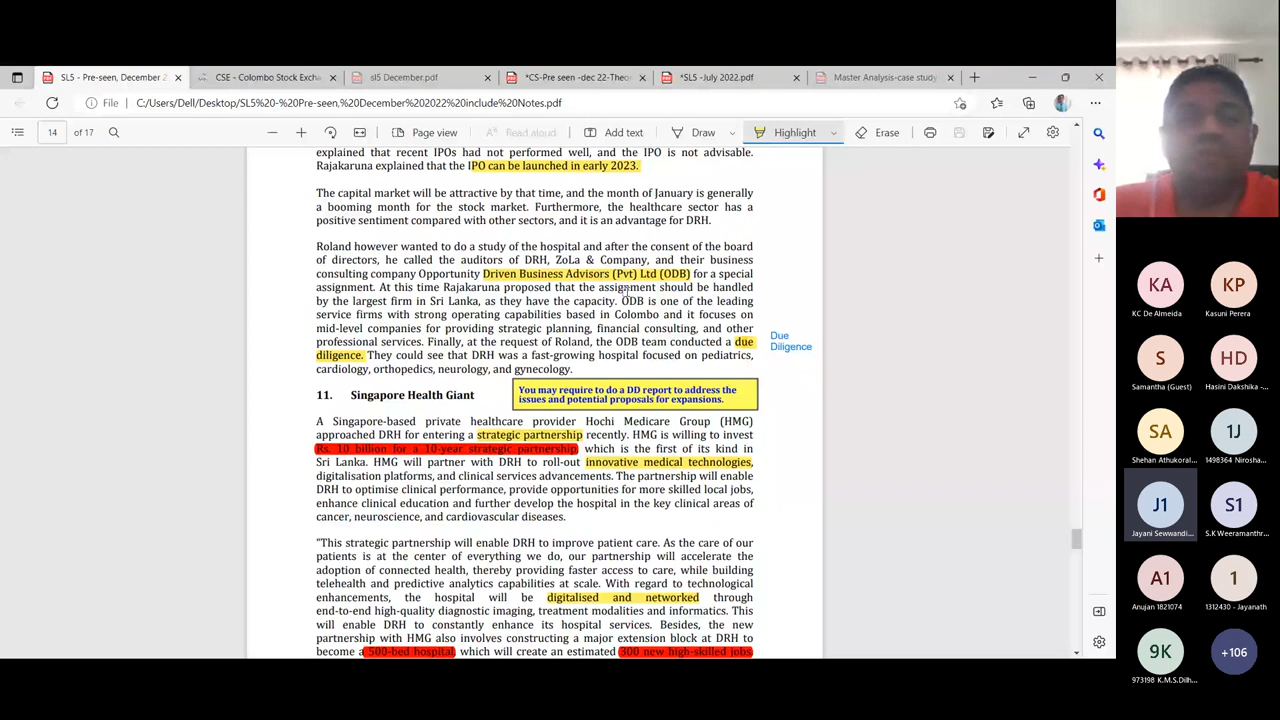 SL5 - Pre-seen, December 2
CSE - Colombo Stock Excha
sl5 December.pdf
*CS-Pre seen -dec 22-Theo
*SL5 -July 2022.pdf
Master Analysis-case study
File
C:/Users/Dell/Desktop/SL5%20-%20Pre-seen,%20December%202022%20include%20Notes.pdf
14 of 17
Page view
Read aloud
Add text
Draw
Highlight
Erase
explained that recent IPOs had not performed well, and the IPO is not advisable.
Rajakaruna explained that the IPO can be launched in early 2023.
The capital market will be attractive by that time, and the month of January is generally
a booming month for the stock market. Furthermore, the healthcare sector has a
positive sentiment compared with other sectors, and it is an advantage for DRH.
Roland however wanted to do a study of the hospital and after the consent of the board
of directors, he called the auditors of DRH, ZoLa & Company, and their business
consulting company Opportunity Driven Business Advisors (Pvt) Ltd (ODB) for a special
assignment. At this time Rajakaruna proposed that the assignment should be handled
by the largest firm in Sri Lanka, as they have the capacity. ODB is one of the leading
service firms with strong operating capabilities based in Colombo and it focuses on
mid-level companies for providing strategic planning, financial consulting, and other
professional services. Finally, at the request of Roland, the ODB team conducted a due
diligence. They could see that DRH was a fast-growing hospital focused on pediatrics,
cardiology, orthopedics, neurology, and gynecology.
Due
Diligence
11. Singapore Health Giant
You may require to do a DD report to address the
issues and potential proposals for expansions.
A Singapore-based private healthcare provider Hochi Medicare Group (HMG)
approached DRH for entering a strategic partnership recently. HMG is willing to invest
Rs. 10 billion for a 10-year strategic partnership, which is the first of its kind in
Sri Lanka. HMG will partner with DRH to roll-out innovative medical technologies,
digitalisation platforms, and clinical services advancements. The partnership will enable
DRH to optimise clinical performance, provide opportunities for more skilled local jobs,
enhance clinical education and further develop the hospital in the key clinical areas of
cancer, neuroscience, and cardiovascular diseases.
"This strategic partnership will enable DRH to improve patient care. As the care of our
patients is at the center of everything we do, our partnership will accelerate the
adoption of connected health, thereby providing faster access to care, while building
telehealth and predictive analytics capabilities at scale. With regard to technological
enhancements, the hospital will be digitalised and networked through
end-to-end high-quality diagnostic imaging, treatment modalities and informatics. This
will enable DRH to constantly enhance its hospital services. Besides, the new
partnership with HMG also involves constructing a major extension block at DRH to
become a 500-bed hospital, which will create an estimated 300 new high-skilled jobs
KA
KC De Almeida
KP
Kasuni Perera
S
Samantha (Guest)
HD
Hasini Dakshika -...
SA
Shehan Athukoral...
1J
1498364 Nirosha...
J1
Jayani Sewwandi...
S1
S.K Weeramanthr...
A1
Anujan 1821074
1
1312430 - Jayanath
9K
973198 K.M.S.Dilh...
+106